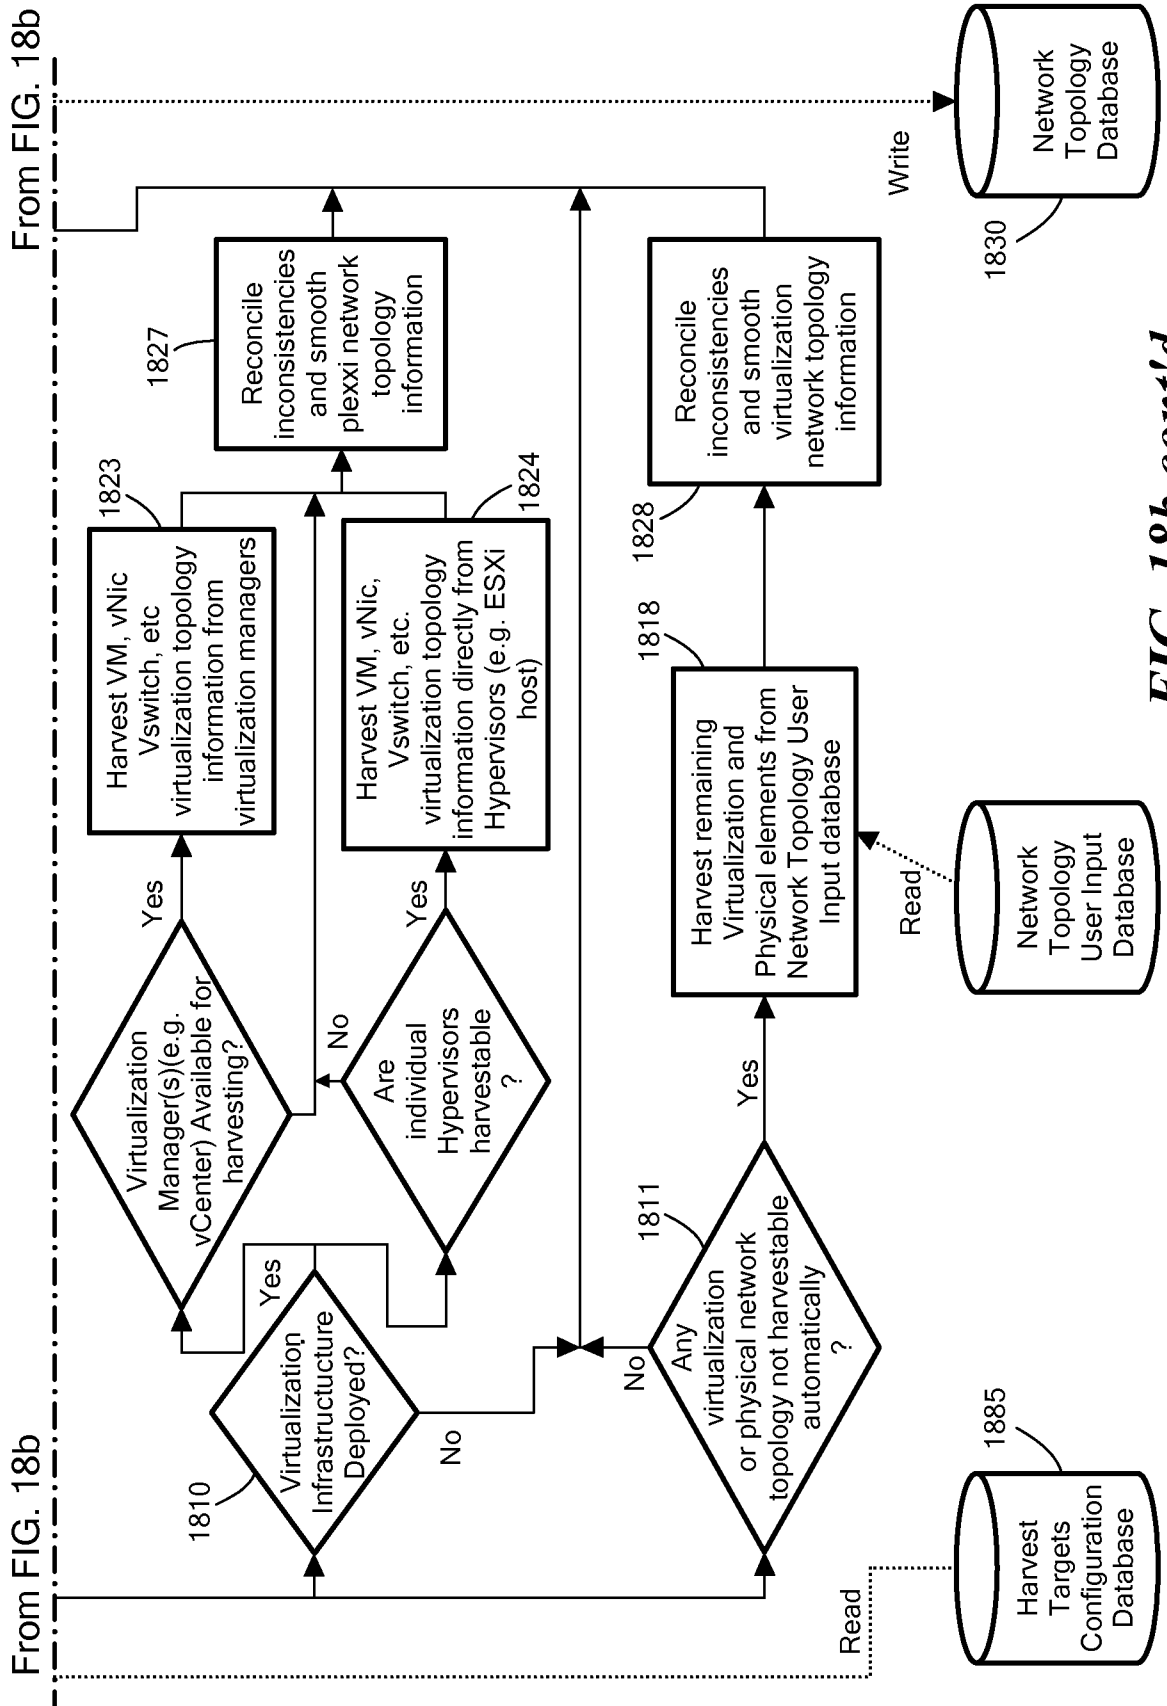 From FIG. 18b
From FIG. 18b
1810
Virtualization
Infrastructucture
Deployed?
Yes
No
Virtualization
Manager(s)(e.g.
vCenter) Available for
harvesting?
Yes
1823
Harvest VM, vNic
Vswitch, etc
virtualization topology
information from
virtualization managers
Are
individual
Hypervisors
harvestable
?
No
Yes
1824
Harvest VM, vNic,
Vswitch, etc.
virtualization topology
information directly from
Hypervisors (e.g. ESXi
host)
1827
Reconcile
inconsistencies
and smooth
plexxi network
topology
information
1811
Any
virtualization
or physical network
topology not harvestable
automatically
?
No
Yes
1818
Harvest remaining
Virtualization and
Physical elements from
Network Topology User
Input database
1828
Reconcile
inconsistencies
and smooth
virtualization
network topology
information
Read
Read
Write
1885
Harvest
Targets
Configuration
Database
Network
Topology
User Input
Database
1830
Network
Topology
Database
FIG. 18b cont'd